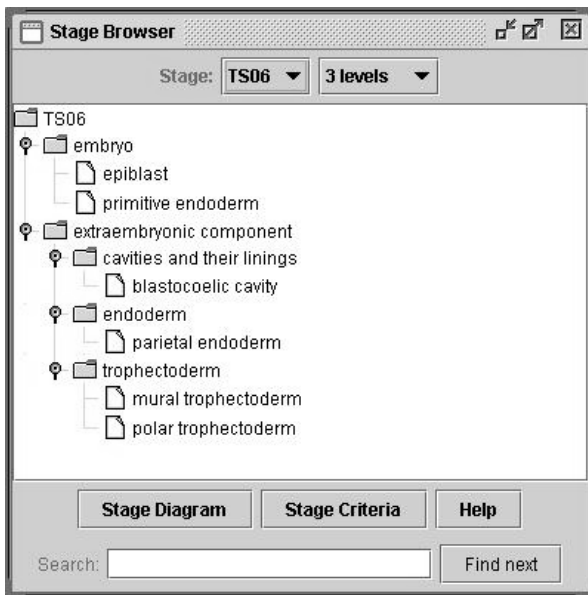 Stage Browser
Stage: TS06 3 levels
TS06
embryo
epiblast
primitive endoderm
extraembryonic component
cavities and their linings
blastocoelic cavity
endoderm
parietal endoderm
trophectoderm
mural trophectoderm
polar trophectoderm
Stage Diagram Stage Criteria Help
Search: Find next